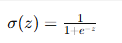 σ(z) = 1/(1+e^{-z})